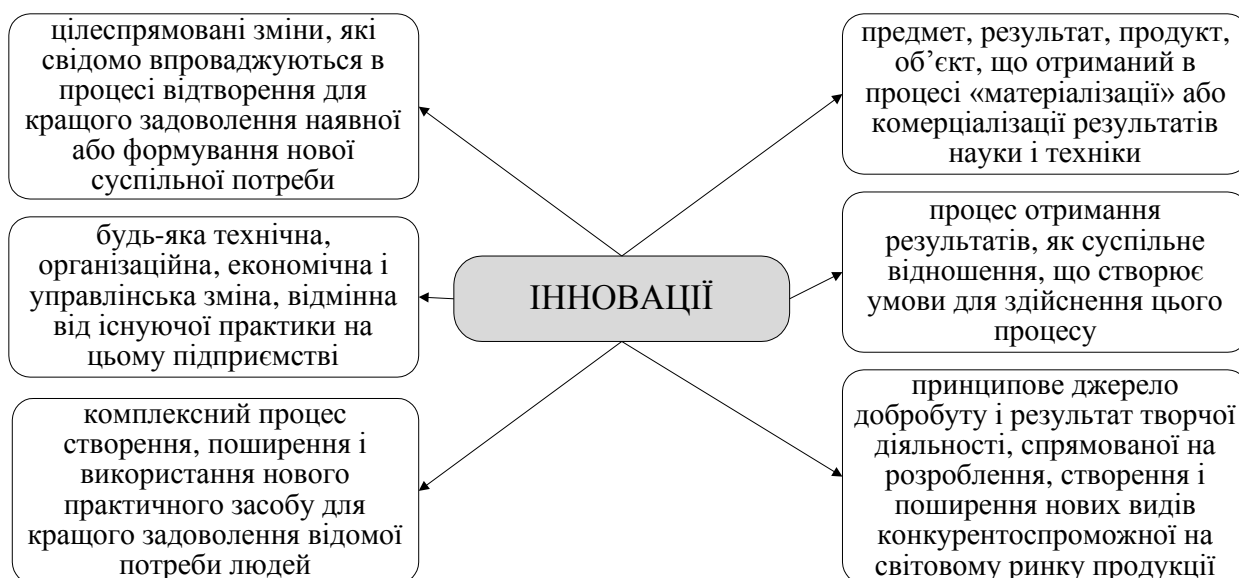 цілеспрямовані зміни, які
свідомо впроваджуються в
процесі відтворення для
кращого задоволення наявної
або формування нової
суспільної потреби
будь-яка технічна,
організаційна, економічна і
управлінська зміна, відмінна
від існуючої практики на
цьому підприємстві
комплексний процес
створення, поширення і
використання нового
практичного засобу для
кращого задоволення відомої
потреби людей
ІННОВАЦІЇ
предмет, результат, продукт,
об’єкт, що отриманий в
процесі «матеріалізації» або
комерціалізації результатів
науки і техніки
процес отримання
результатів, як суспільне
відношення, що створює
умови для здійснення цього
процесу
принципове джерело
добробуту і результат творчої
діяльності, спрямованої на
розроблення, створення і
поширення нових видів
конкурентоспроможної на
світовому ринку продукції